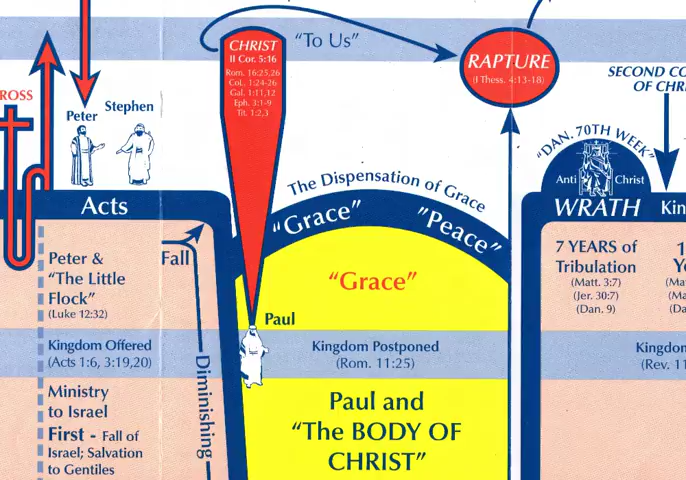 "To Us"
CHRIST
II Cor. 5:16
Rom. 16:25,26
Col. 1:24-26
Gal. 1:11,12
Eph. 3:1-9
Tit. 1:2,3
RAPTURE
(I Thess. 4:13-18)
SECOND CO
OF CHR
ROSS
Peter
Stephen
"DAN. 70TH WEEK"
Anti Christ
The Dispensation of Grace
"Grace" "Peace"
Acts
WRATH Kin
Peter &
"The Little
Flock"
(Luke 12:32)
Fall
"Grace"
7 YEARS of
Tribulation
(Matt. 3:7)
(Jer. 30:7)
(Dan. 9)
1
Ye
(Mat
(Ma
(Da
Paul
Kingdom Offered
(Acts 1:6, 3:19,20)
Kingdom Postponed
(Rom. 11:25)
Kingdom
(Rev. 11
Diminishing
Ministry
to Israel
First - Fall of
Israel; Salvation
to Gentiles
Paul and
"The BODY OF
CHRIST"